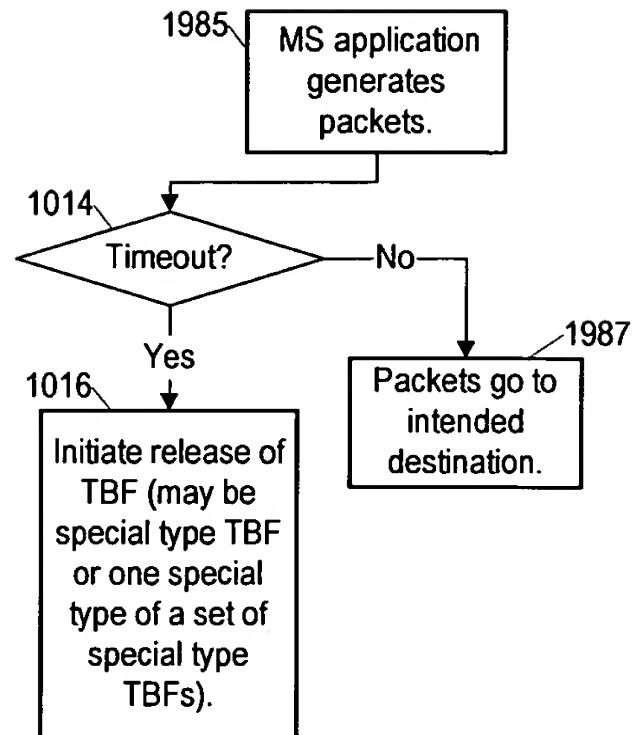 1985
MS application
generates
packets.
1014
Timeout?
No
Yes
1987
Packets go to
intended
destination.
1016
Initiate release of
TBF (may be
special type TBF
or one special
type of a set of
special type
TBFs).